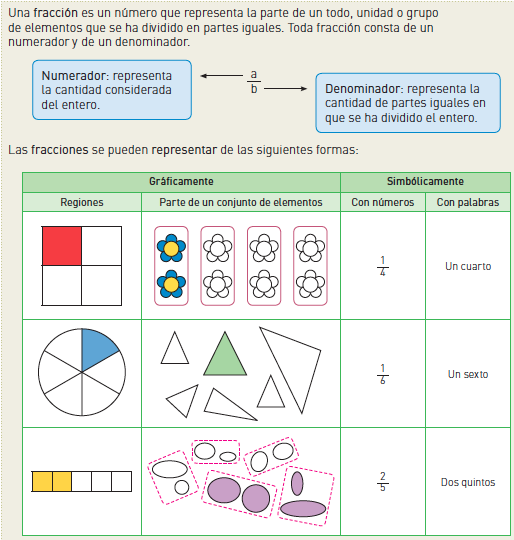 Una fracción es un número que representa la parte de un todo, unidad o grupo
de elementos que se ha dividido en partes iguales. Toda fracción consta de un
numerador y de un denominador.
Numerador: representa
la cantidad considerada
del entero.
a
b
Denominador: representa la
cantidad de partes iguales en
que se ha dividido el entero.
Las fracciones se pueden representar de las siguientes formas:
Gráficamente
Simbólicamente
Regiones
Parte de un conjunto de elementos
Con números
Con palabras
1
4
Un cuarto
1
6
Un sexto
2
5
Dos quintos